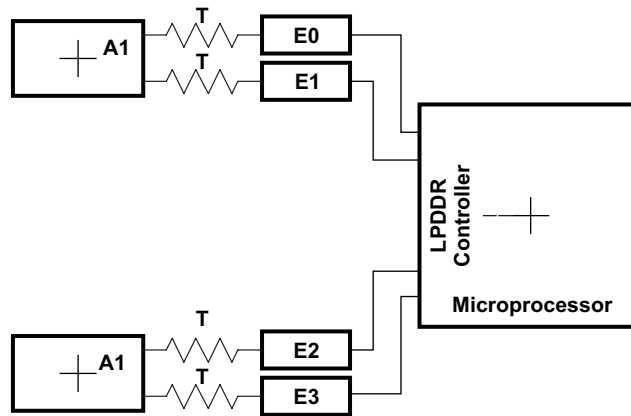 T
A1
E0
T
E1
LPDDR
Controller
Microprocessor
T
A1
E2
T
E3